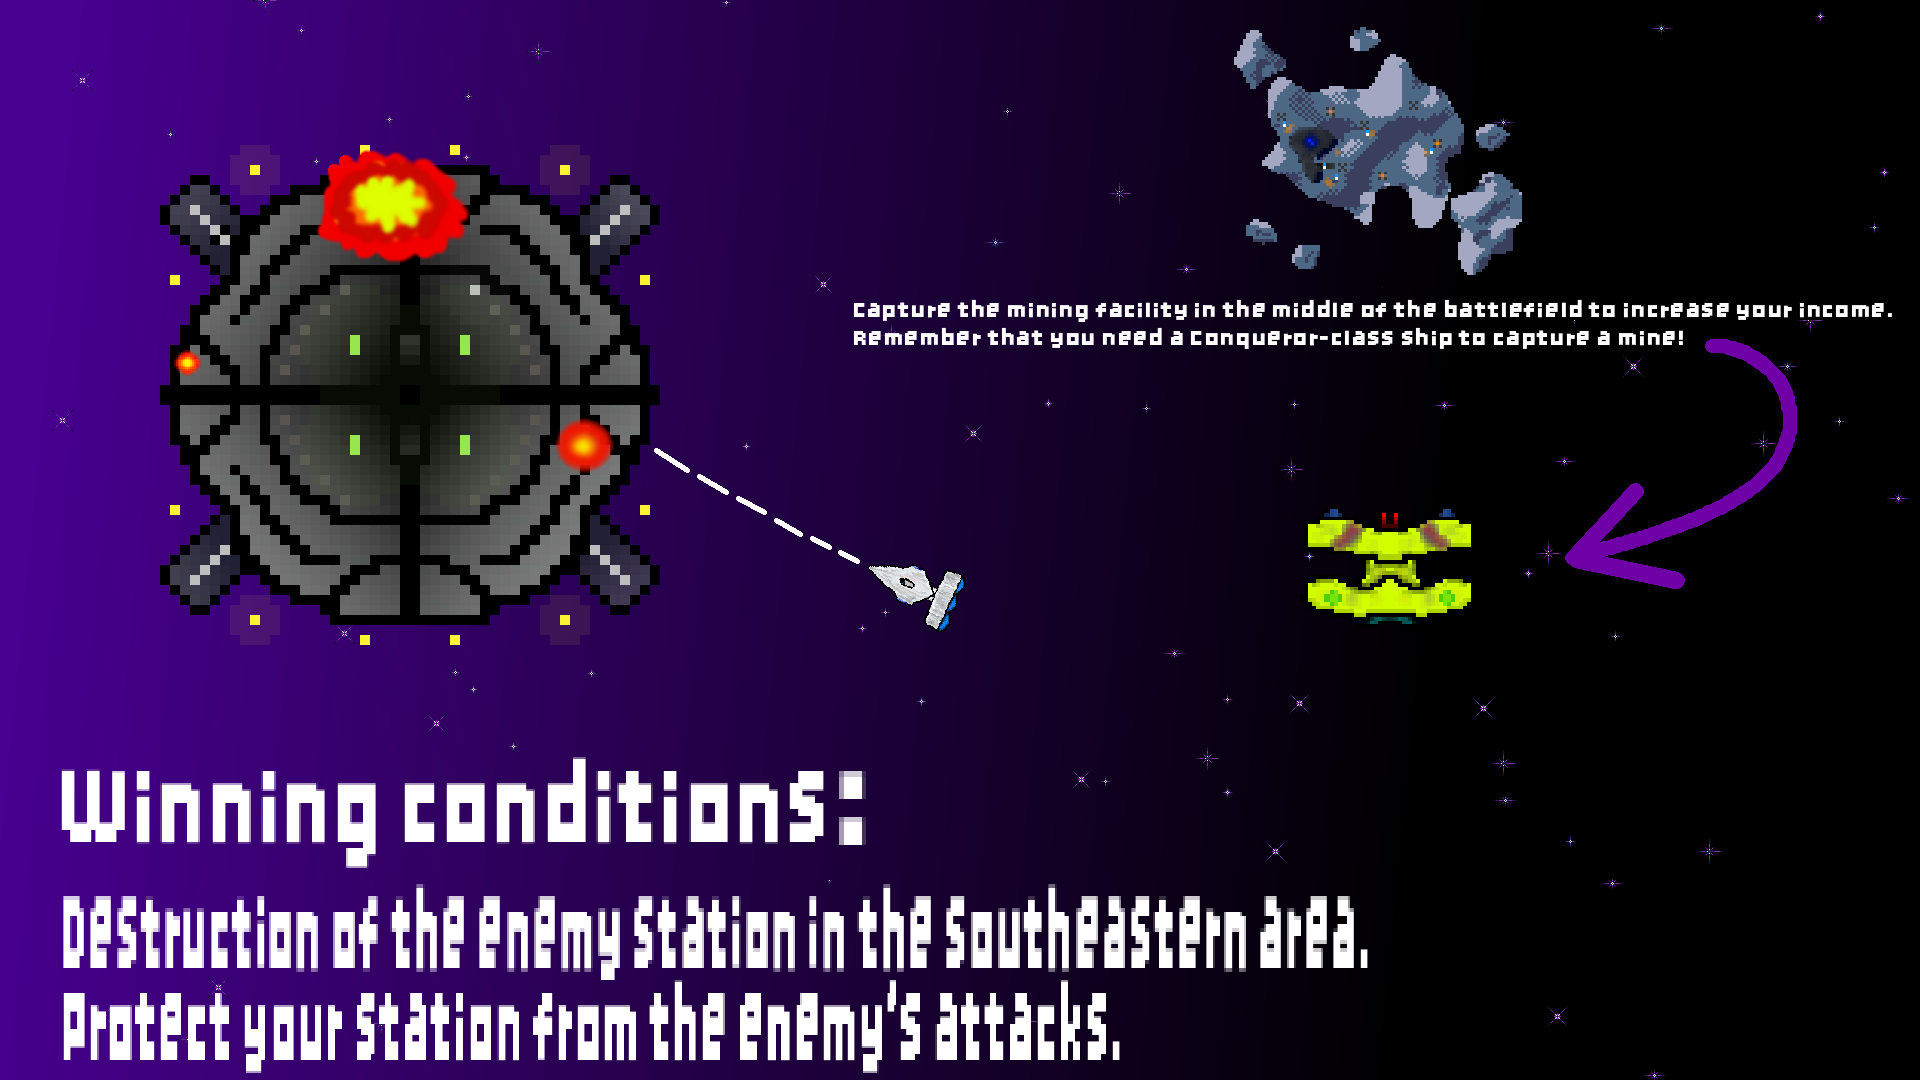 Capture the mining facility in the middle of the battlefield to increase your income.
Remember that you need a Conqueror-class ship to capture a mine!
Winning conditions:
Destruction of the enemy station in the southeastern area.
Protect your station from the enemy's attacks.